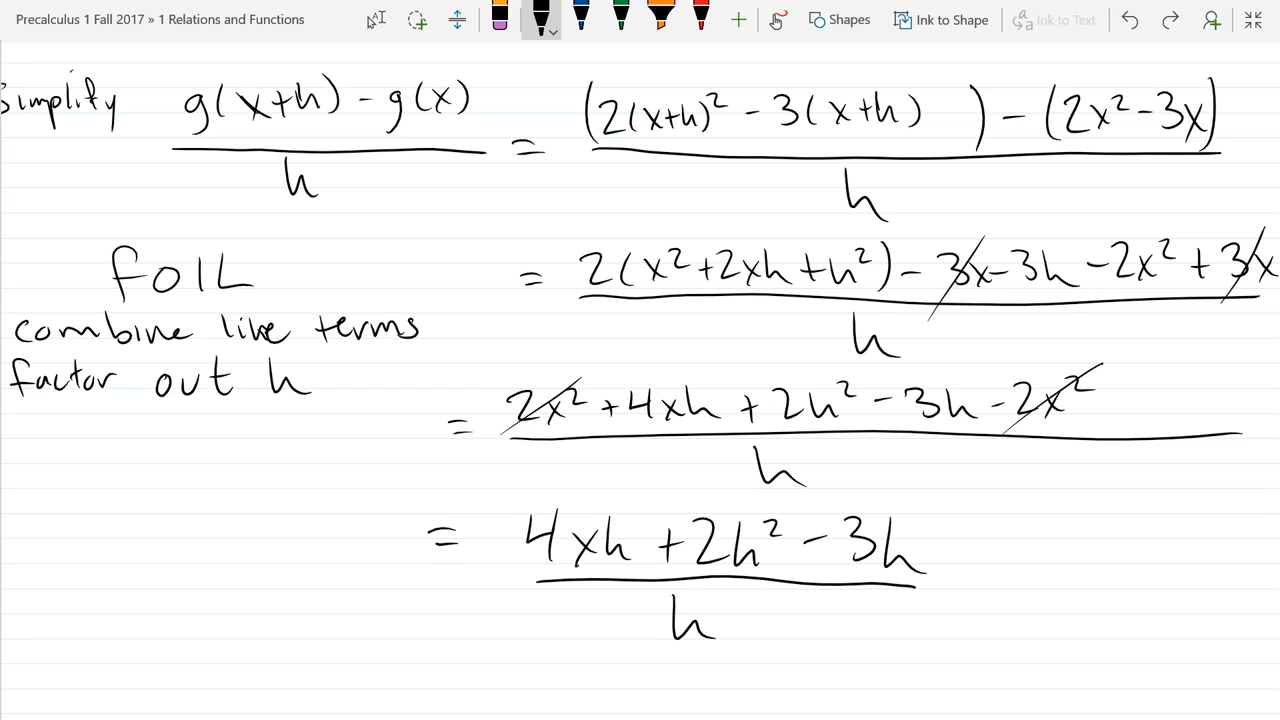 Precalculus 1 Fall 2017 » 1 Relations and Functions
Shapes
Ink to Shape
Ink to Text
Simplify g(x+h) - g(x) / h = (2(x+h)² - 3(x+h) ) - (2x² - 3x) / h
FOIL
= 2(x² + 2xh + h²) - 3x - 3h - 2x² + 3x / h
combine like terms
factor out h
= 2x² + 4xh + 2h² - 3h - 2x² / h
= 4xh + 2h² - 3h / h